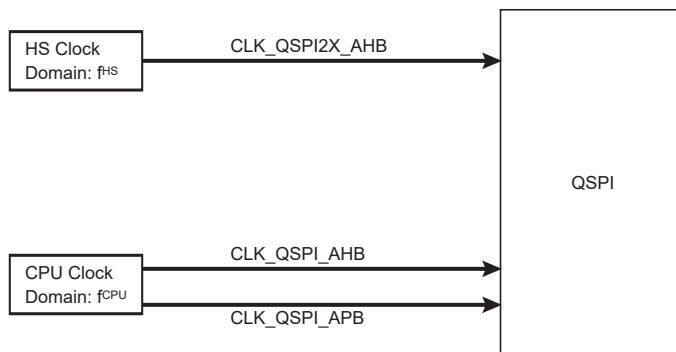 HS Clock
Domain: fHS
CLK_QSPI2X_AHB
QSPI
CPU Clock
Domain: fCPU
CLK_QSPI_AHB
CLK_QSPI_APB